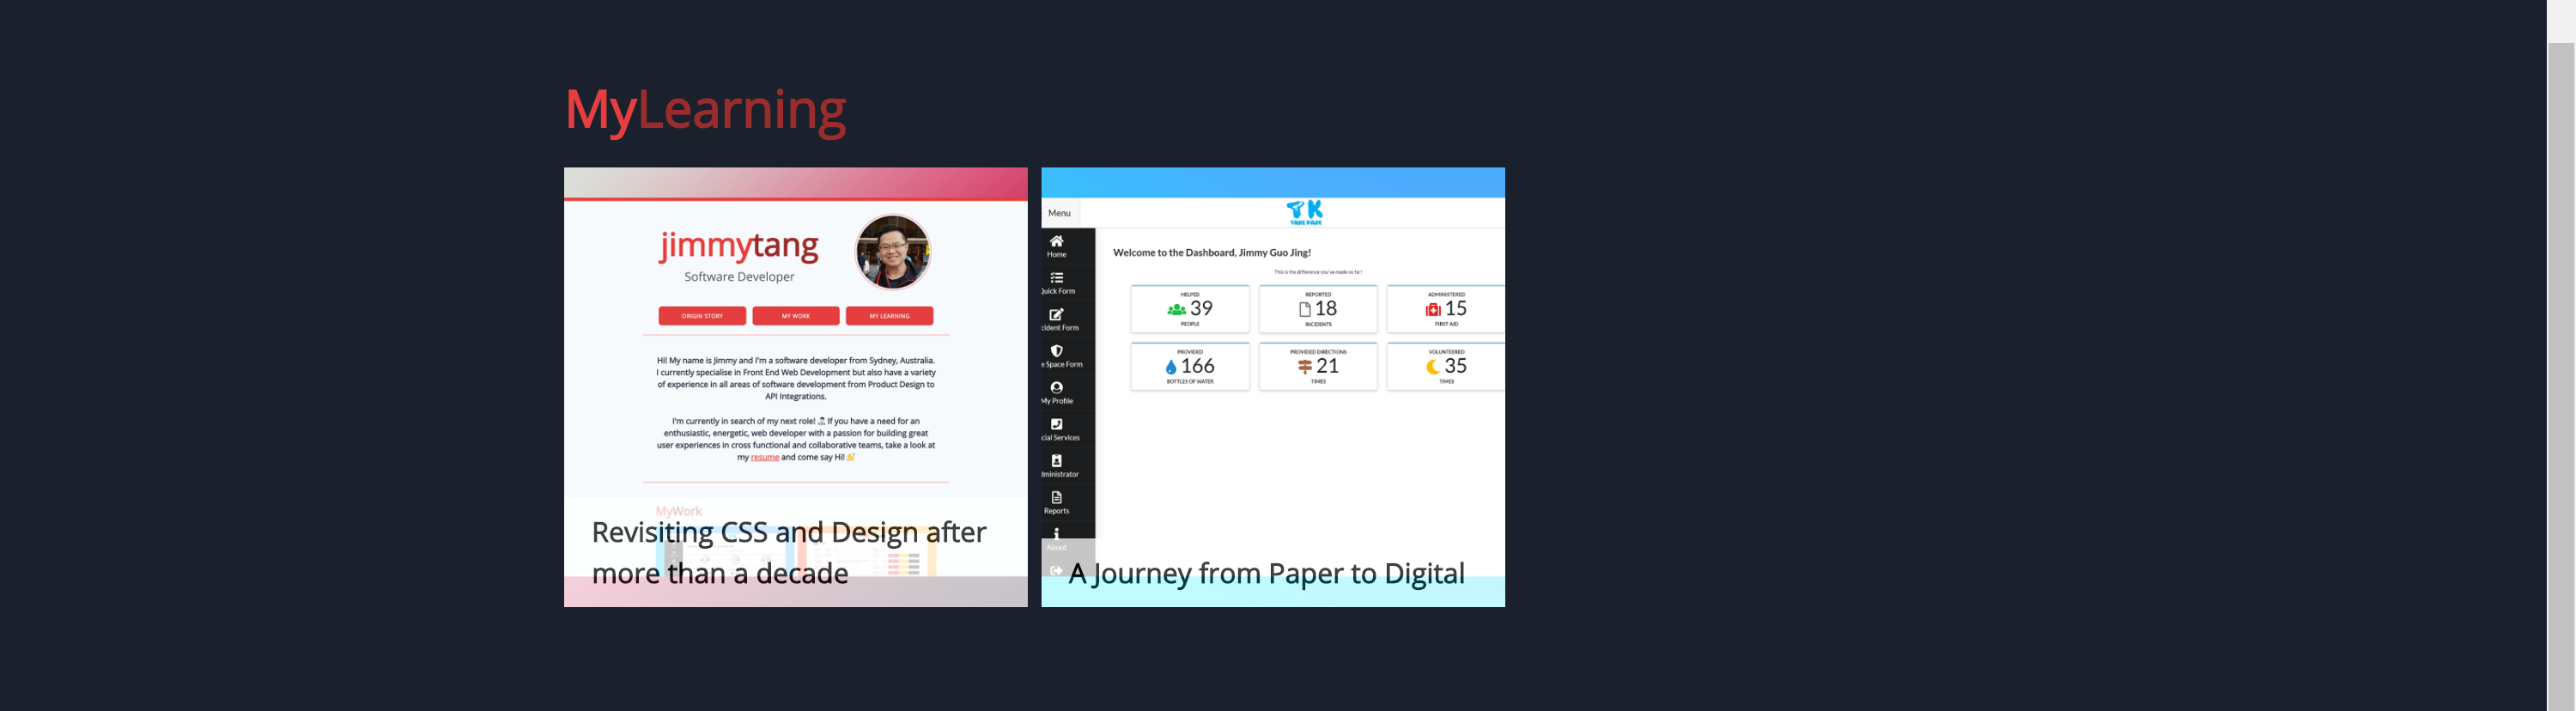 MyLearning
jimmytang
Software Developer
ORIGIN STORY
MY WORK
MY LEARNING
Hi! My name is Jimmy and I'm a software developer from Sydney, Australia.
I currently specialise in Front End Web Development but also have a variety
of experience in all areas of software development from Product Design to
API Integrations.
I'm currently in search of my next role! If you have a need for an
enthusiastic, energetic, web developer with a passion for building great
user experiences in cross functional and collaborative teams, take a look at
my resume and come say Hi!
MyWork
Revisiting CSS and Design after
more than a decade
Menu
TK
TAKE KARE
Home
Quick Form
cident Form
e Space Form
My Profile
cial Services
dministrator
Reports
About
Welcome to the Dashboard, Jimmy Guo Jing!
This is the difference you've made so far!
HELPED
39
PEOPLE
REPORTED
18
INCIDENTS
ADMINISTERED
15
FIRST AID
PROVIDED
166
BOTTLES OF WATER
PROVIDED DIRECTIONS
21
TIMES
VOLUNTEERED
35
TIMES
A Journey from Paper to Digital